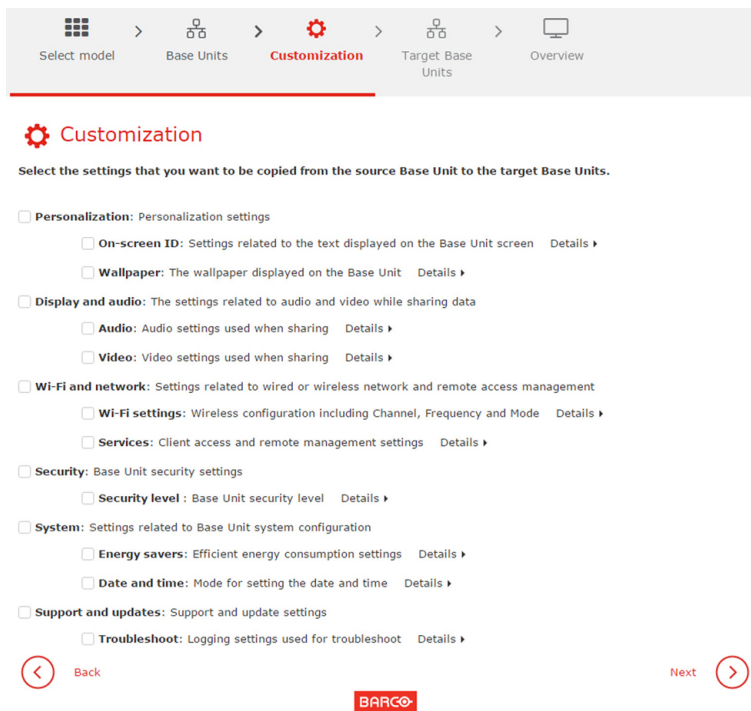 Select model
Base Units
Customization
Target Base
Units
Overview
Customization
Select the settings that you want to be copied from the source Base Unit to the target Base Units.
Personalization: Personalization settings
On-screen ID: Settings related to the text displayed on the Base Unit screen Details
Wallpaper: The wallpaper displayed on the Base Unit Details
Display and audio: The settings related to audio and video while sharing data
Audio: Audio settings used when sharing Details
Video: Video settings used when sharing Details
Wi-Fi and network: Settings related to wired or wireless network and remote access management
Wi-Fi settings: Wireless configuration including Channel, Frequency and Mode Details
Services: Client access and remote management settings Details
Security: Base Unit security settings
Security level : Base Unit security level Details
System: Settings related to Base Unit system configuration
Energy savers: Efficient energy consumption settings Details
Date and time: Mode for setting the date and time Details
Support and updates: Support and update settings
Troubleshoot: Logging settings used for troubleshoot Details
Back
Next
BARCO